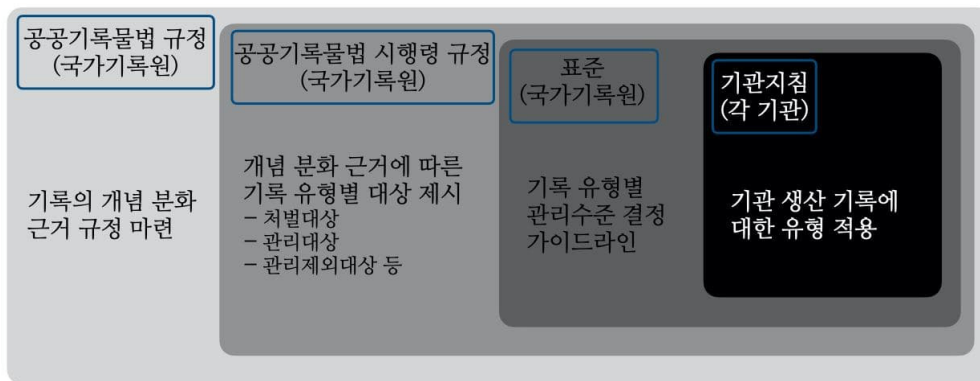 공공기록물법 규정
(국가기록원)
기록의 개념 분화
근거 규정 마련
공공기록물법 시행령 규정
(국가기록원)
개념 분화 근거에 따른
기록 유형별 대상 제시
– 처벌대상
– 관리대상
– 관리제외대상 등
표준
(국가기록원)
기록 유형별
관리수준 결정
가이드라인
기관지침
(각 기관)
기관 생산 기록에
대한 유형 적용